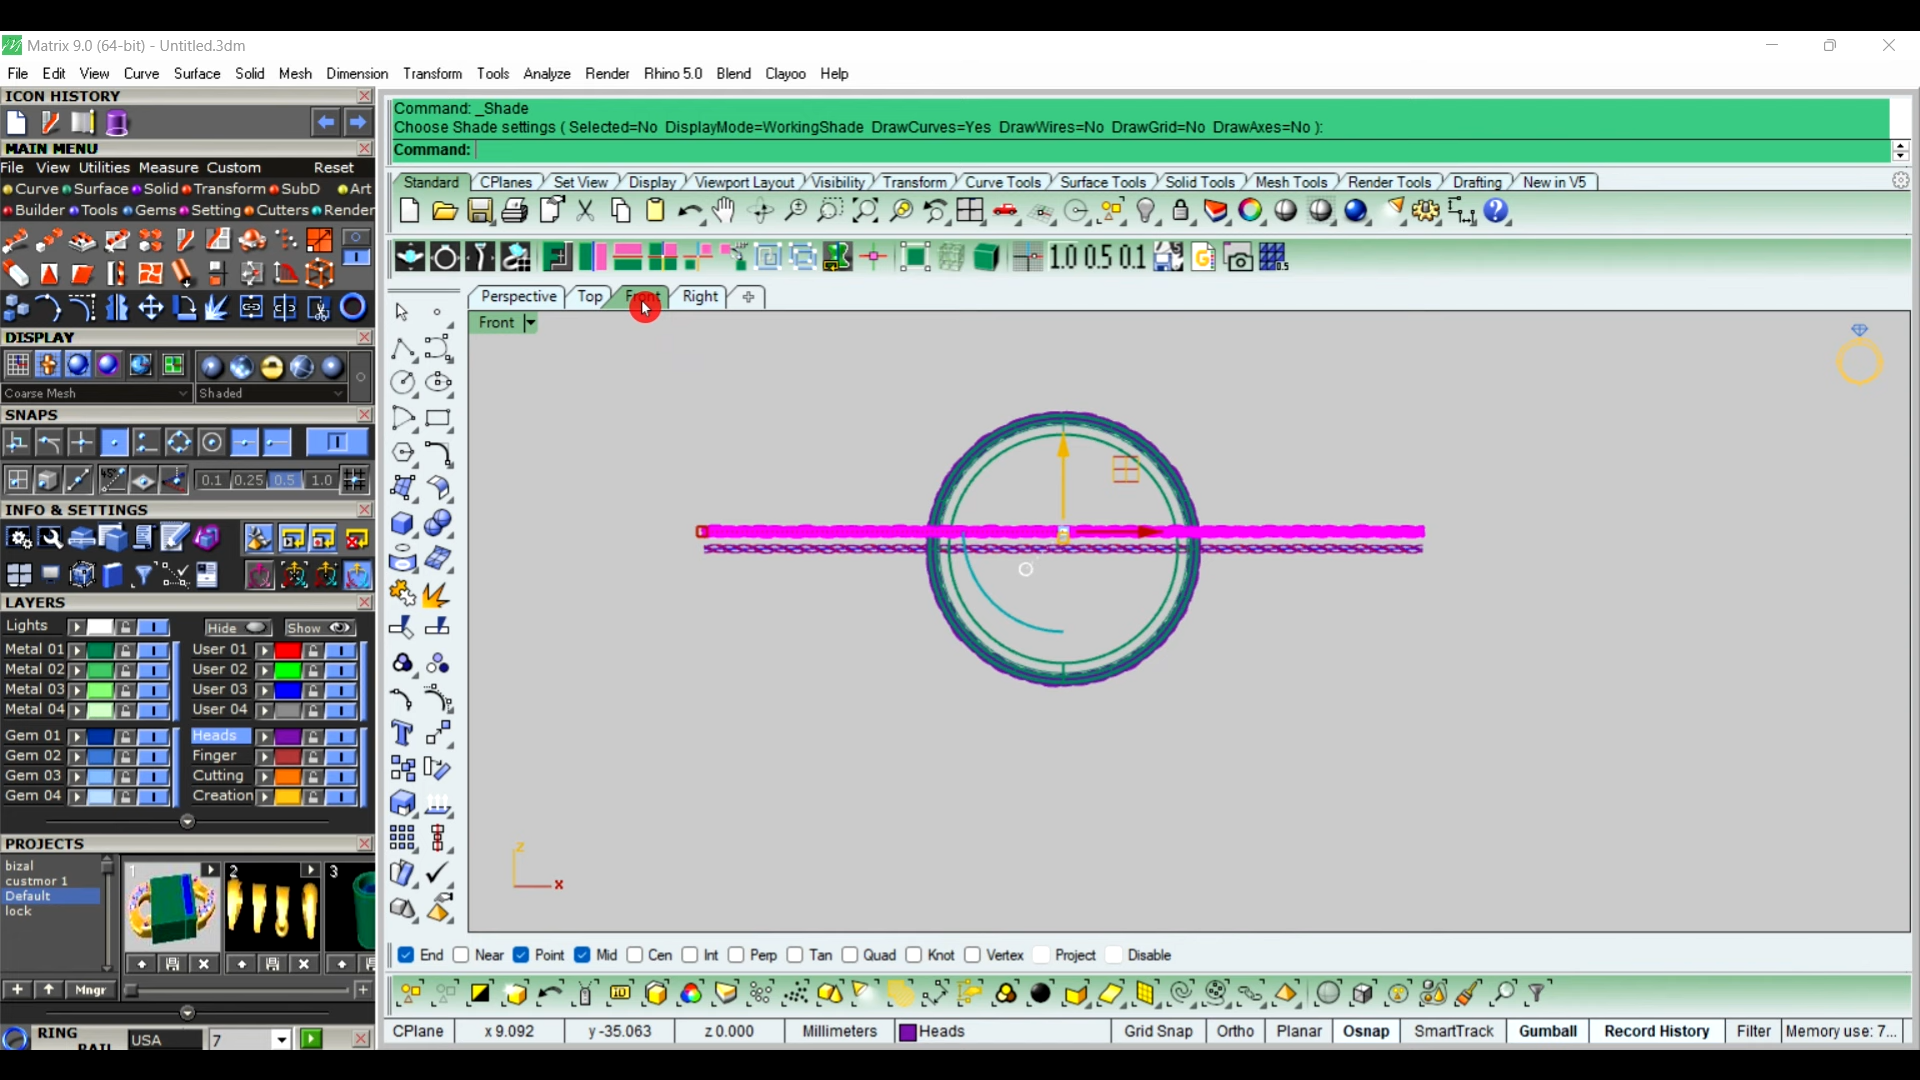 Matrix 9.0 (64-bit) - Untitled.3dm
File Edit View Curve Surface Solid Mesh Dimension Transform Tools Analyze Render Rhino 5.0 Blend Clayoo Help
ICON HISTORY
Command: _Shade
Choose Shade settings ( Selected=No DisplayMode=WorkingShade DrawCurves=Yes DrawWires=No DrawGrid=No DrawAxes=No ):
Command:
MAIN MENU
File View Utilities Measure Custom Reset
Curve Surface Solid Transform SubD Art
Builder Tools Gems Setting Cutters Render
Standard CPlanes Set View Display Viewport Layout Visibility Transform Curve Tools Surface Tools Solid Tools Mesh Tools Render Tools Drafting New in V5
1.0 0.5 0.1
0.5
Perspective Top Front Right
Front
DISPLAY
Coarse Mesh Shaded
SNAPS
0.1 0.25 0.5 1.0
INFO & SETTINGS
LAYERS
Lights Hide Show
Metal 01 User 01
Metal 02 User 02
Metal 03 User 03
Metal 04 User 04
Gem 01 Heads
Gem 02 Finger
Gem 03 Cutting
Gem 04 Creation
z
x
PROJECTS
bizal
custmor 1
Default
lock
1 2 3
Mngr
End Near Point Mid Cen Int Perp Tan Quad Knot Vertex Project Disable
RING RAIL USA 7
CPlane x 9.092 y -35.063 z 0.000 Millimeters Heads Grid Snap Ortho Planar Osnap SmartTrack Gumball Record History Filter Memory use: 7...